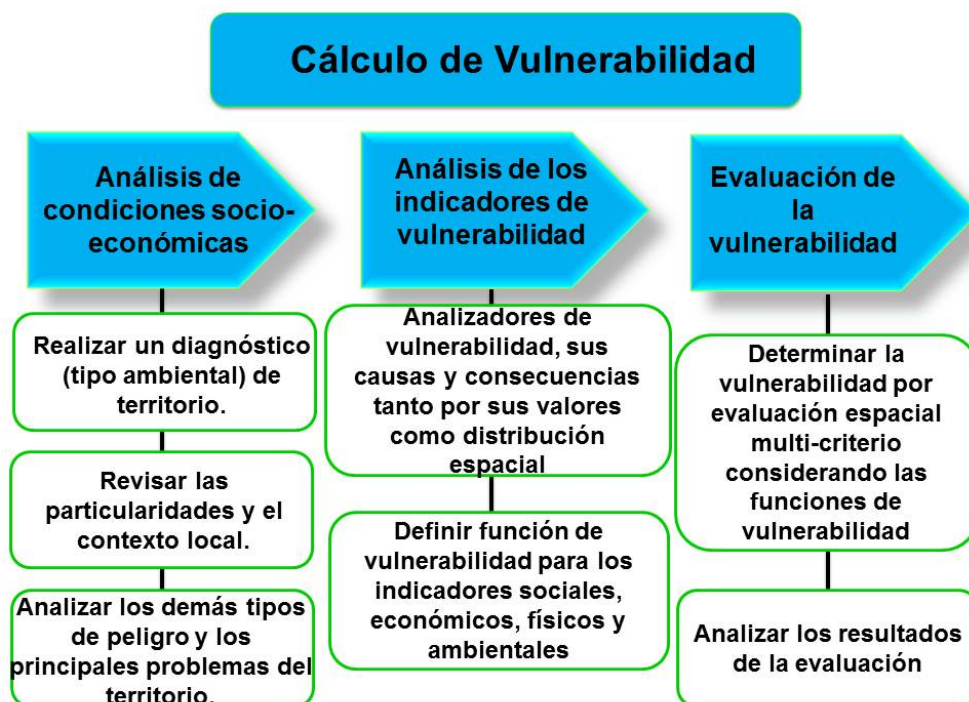 Cálculo de Vulnerabilidad
Análisis de
condiciones socio-
económicas
Realizar un diagnóstico
(tipo ambiental) de
territorio.
Revisar las
particularidades y el
contexto local.
Analizar los demás tipos
de peligro y los
principales problemas del
territorio.
Análisis de los
indicadores de
vulnerabilidad
Analizadores de
vulnerabilidad, sus
causas y consecuencias
tanto por sus valores
como distribución
espacial
Definir función de
vulnerabilidad para los
indicadores sociales,
económicos, físicos y
ambientales
Evaluación de
la
vulnerabilidad
Determinar la
vulnerabilidad por
evaluación espacial
multi-criterio
considerando las
funciones de
vulnerabilidad
Analizar los resultados
de la evaluación